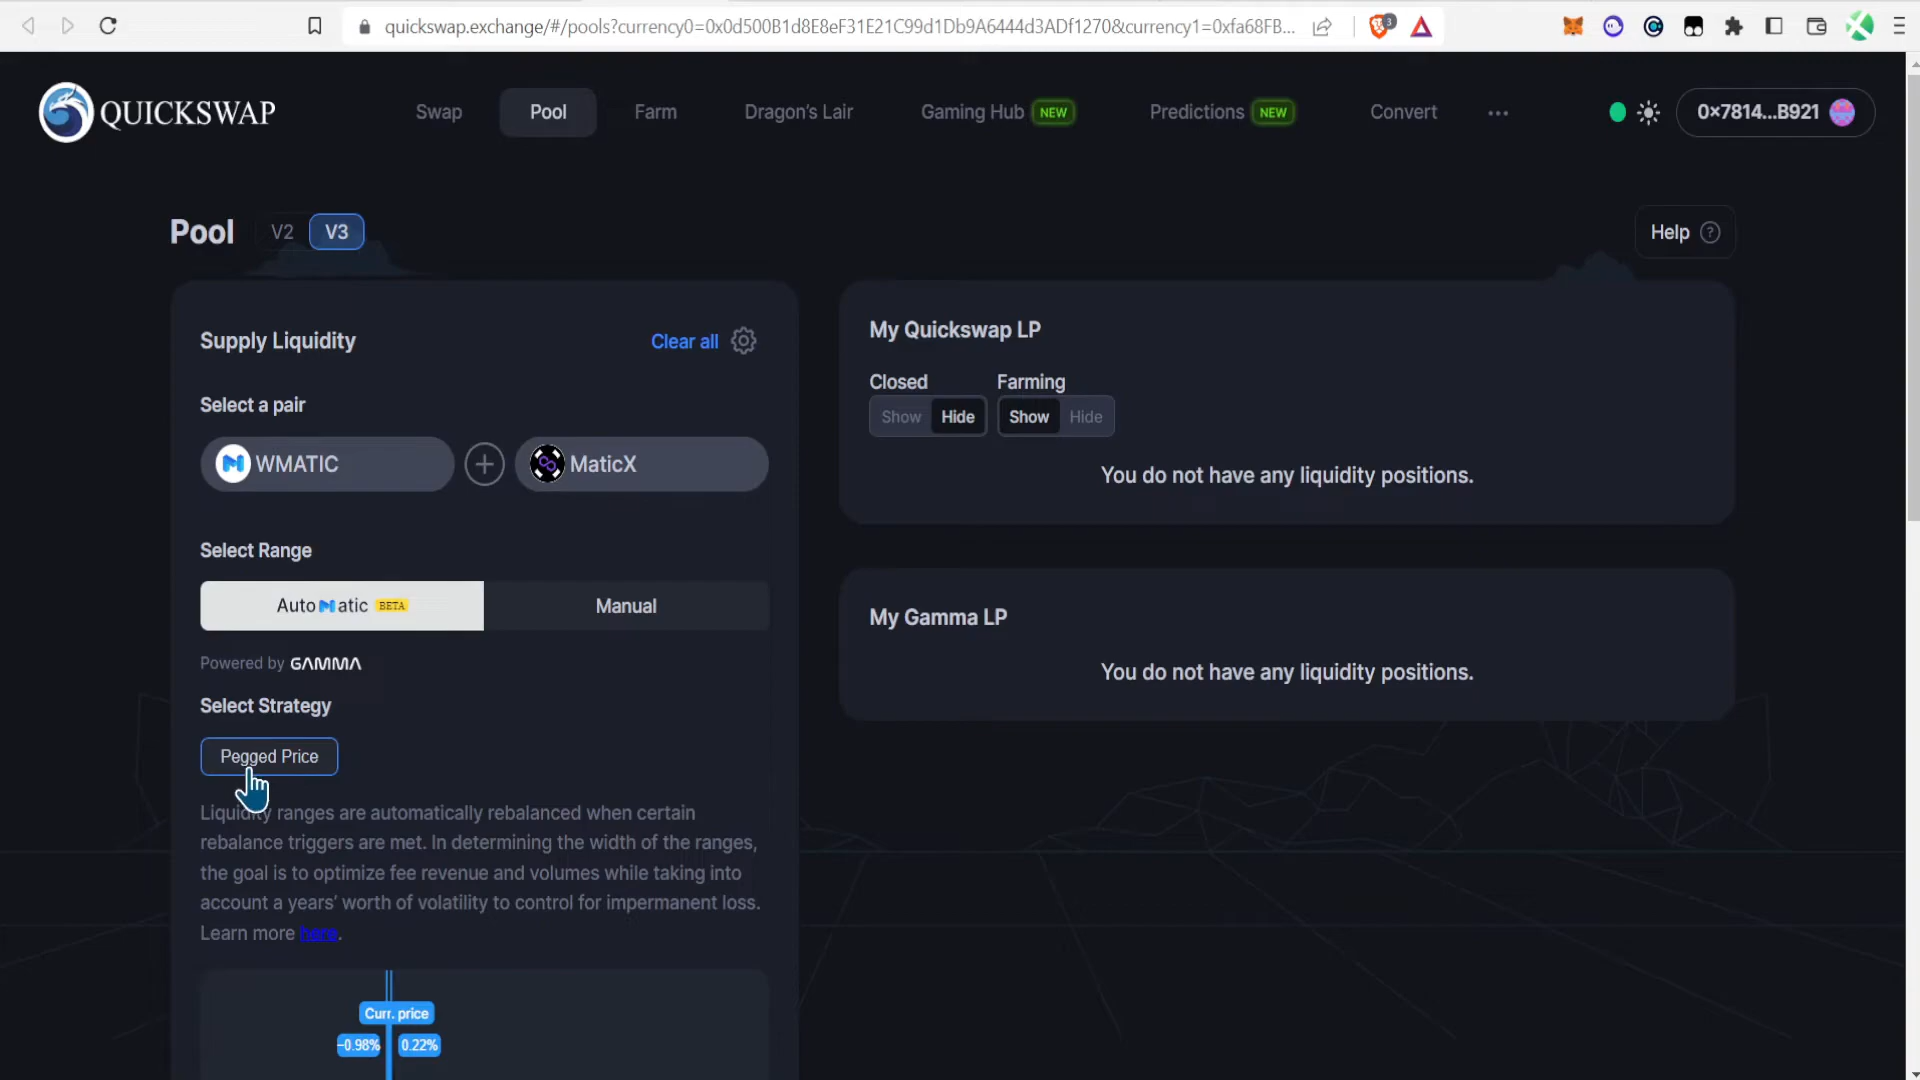 quickswap.exchange/#/pools?currency0=0x0d500B1d8E8eF31E21C99d1Db9A6444d3ADf1270&currency1=0xfa68FB...
3
QUICKSWAP
Swap
Pool
Farm
Dragon's Lair
Gaming Hub NEW
Predictions NEW
Convert
0×7814...B921
Pool V2 V3
Help ?
Supply Liquidity
Clear all
Select a pair
WMATIC
MaticX
Select Range
Auto atic BETA
Manual
Powered by GAMMA
Select Strategy
Pegged Price
Liquidity ranges are automatically rebalanced when certain
rebalance triggers are met. In determining the width of the ranges,
the goal is to optimize fee revenue and volumes while taking into
account a years' worth of volatility to control for impermanent loss.
Learn more here.
Curr. price
-0.98% 0.22%
My Quickswap LP
Closed Farming
Show Hide Show Hide
You do not have any liquidity positions.
My Gamma LP
You do not have any liquidity positions.